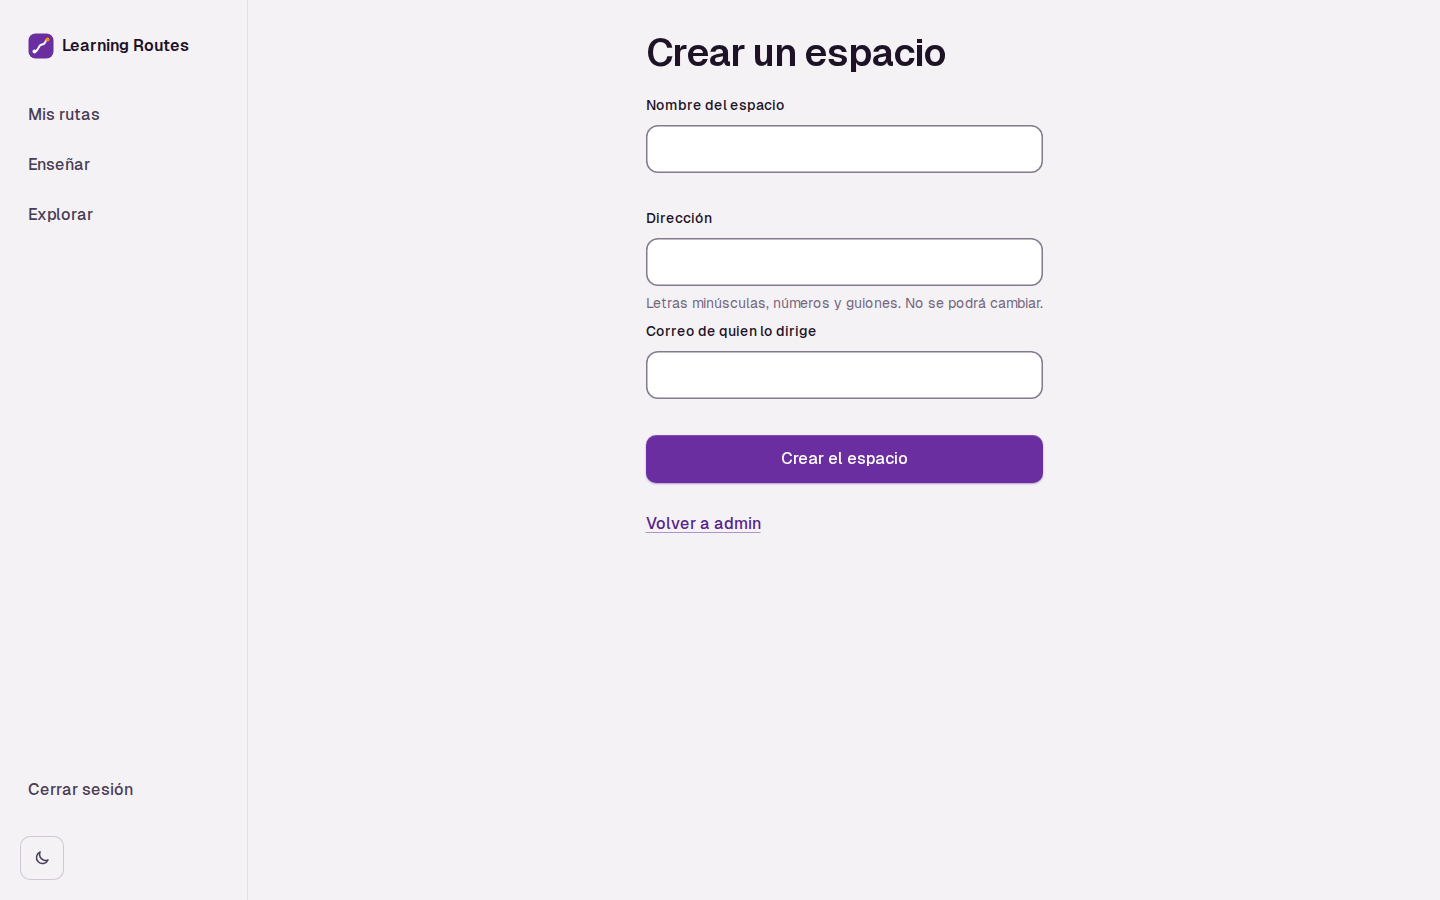 Learning Routes
Mis rutas
Enseñar
Explorar
Cerrar sesión
Crear un espacio
Nombre del espacio
Dirección
Letras minúsculas, números y guiones. No se podrá cambiar.
Correo de quien lo dirige
Crear el espacio
Volver a admin